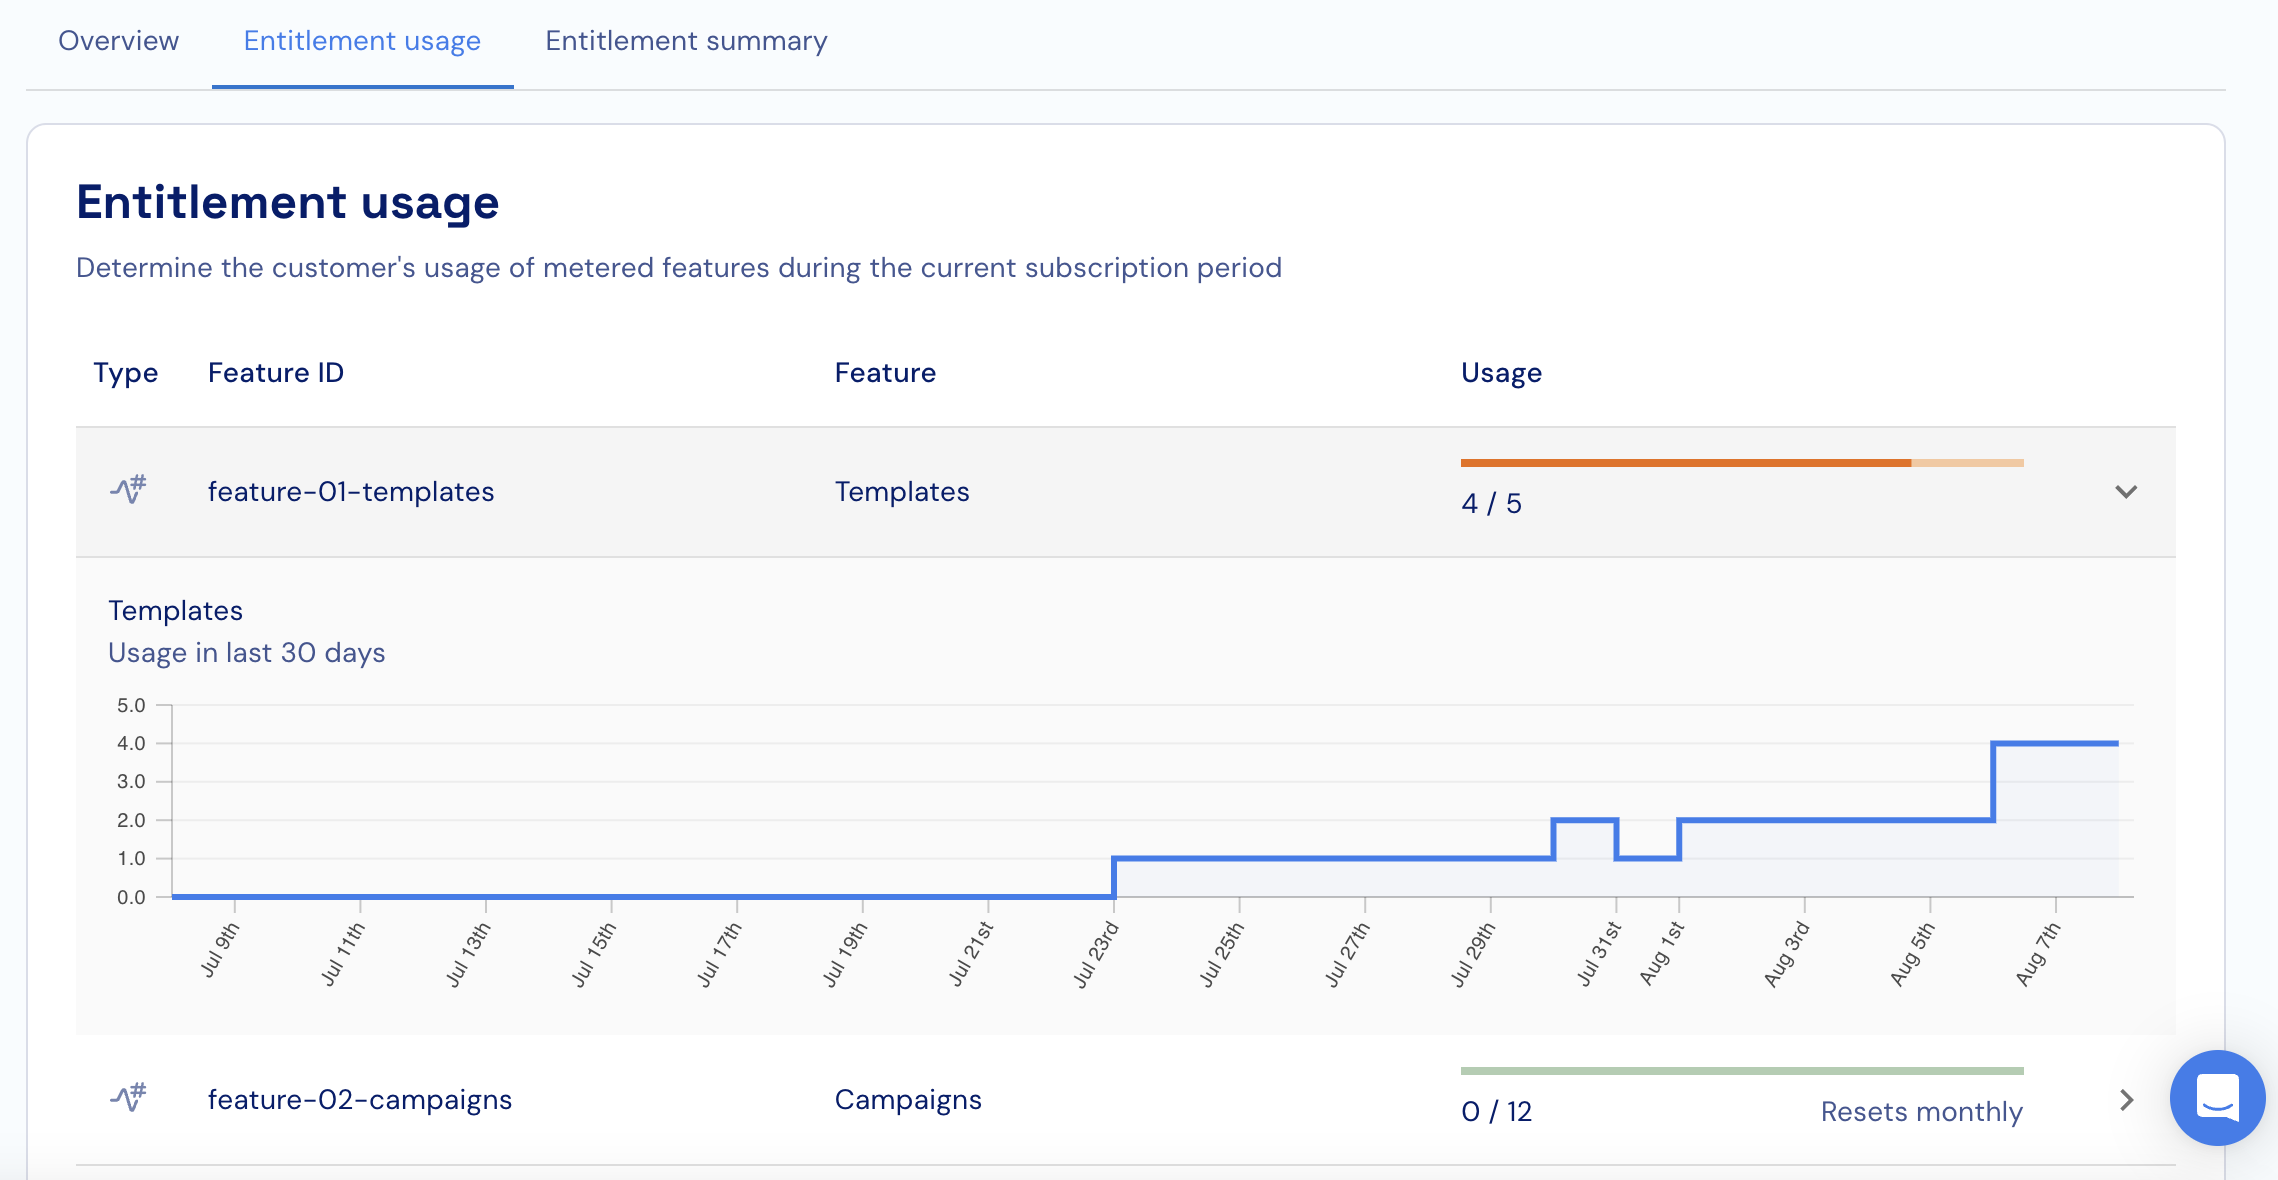 Overview Entitlement usage Entitlement summary
Entitlement usage
Determine the customer's usage of metered features during the current subscription period
Type Feature ID Feature Usage
# feature-01-templates Templates 4 / 5
Templates
Usage in last 30 days
5.0
4.0
3.0
2.0
1.0
0.0
Jul 9th Jul 11th Jul 13th Jul 15th Jul 17th Jul 19th Jul 21st Jul 23rd Jul 25th Jul 27th Jul 29th Jul 31st Aug 1st Aug 3rd Aug 5th Aug 7th
# feature-02-campaigns Campaigns 0 / 12 Resets monthly